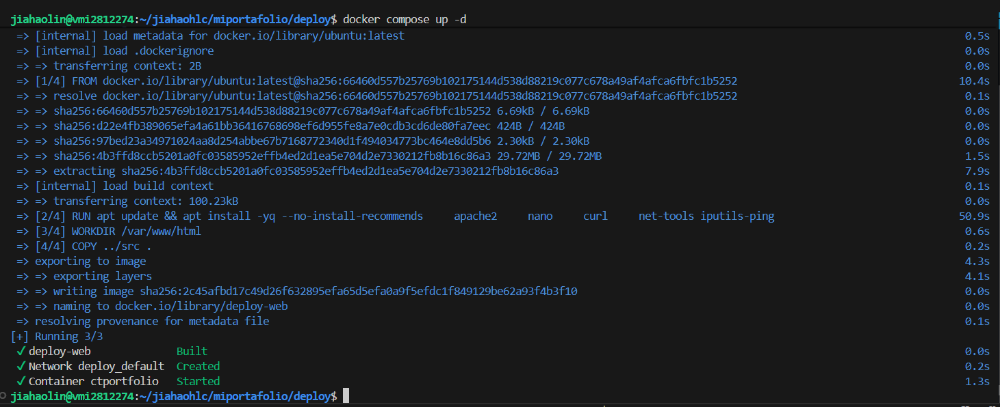 jiahaolin@vmi2812274:~/jiahaohlc/miportafolio/deploy$ docker compose up -d
=> [internal] load metadata for docker.io/library/ubuntu:latest 0.5s
=> [internal] load .dockerignore 0.0s
=> => transferring context: 2B 0.0s
=> [1/4] FROM docker.io/library/ubuntu:latest@sha256:66460d557b25769b102175144d538d88219c077c678a49af4afca6fbfc1b5252 10.4s
=> => resolve docker.io/library/ubuntu:latest@sha256:66460d557b25769b102175144d538d88219c077c678a49af4afca6fbfc1b5252 0.1s
=> => sha256:66460d557b25769b102175144d538d88219c077c678a49af4afca6fbfc1b5252 6.69kB / 6.69kB 0.0s
=> => sha256:d22e4fb389065efa4a61bb36416768698ef6d955fe8a7e0cdb3cd6de80fa7eec 424B / 424B 0.0s
=> => sha256:97bed23a34971024aa8d254abbe67b7168772340d1f494034773bc464e8dd5b6 2.30kB / 2.30kB 0.0s
=> => sha256:4b3ffd8ccb5201a0fc03585952effb4ed2d1ea5e704d2e7330212fb8b16c86a3 29.72MB / 29.72MB 1.5s
=> => extracting sha256:4b3ffd8ccb5201a0fc03585952effb4ed2d1ea5e704d2e7330212fb8b16c86a3 7.9s
=> [internal] load build context 0.1s
=> => transferring context: 100.23kB 0.0s
=> [2/4] RUN apt update && apt install -yq --no-install-recommends     apache2     nano     curl     net-tools iputils-ping 50.9s
=> [3/4] WORKDIR /var/www/html 0.6s
=> [4/4] COPY ../src . 0.2s
=> exporting to image 4.3s
=> => exporting layers 4.1s
=> => writing image sha256:2c45afbd17c49d26f632895efa65d5efa0a9f5efdc1f849129be62a93f4b3f10 0.0s
=> => naming to docker.io/library/deploy-web 0.0s
=> resolving provenance for metadata file 0.1s
[+] Running 3/3
✔ deploy-web Built 0.0s
✔ Network deploy_default Created 0.2s
✔ Container ctportfolio Started 1.3s
jiahaolin@vmi2812274:~/jiahaohlc/miportafolio/deploy$